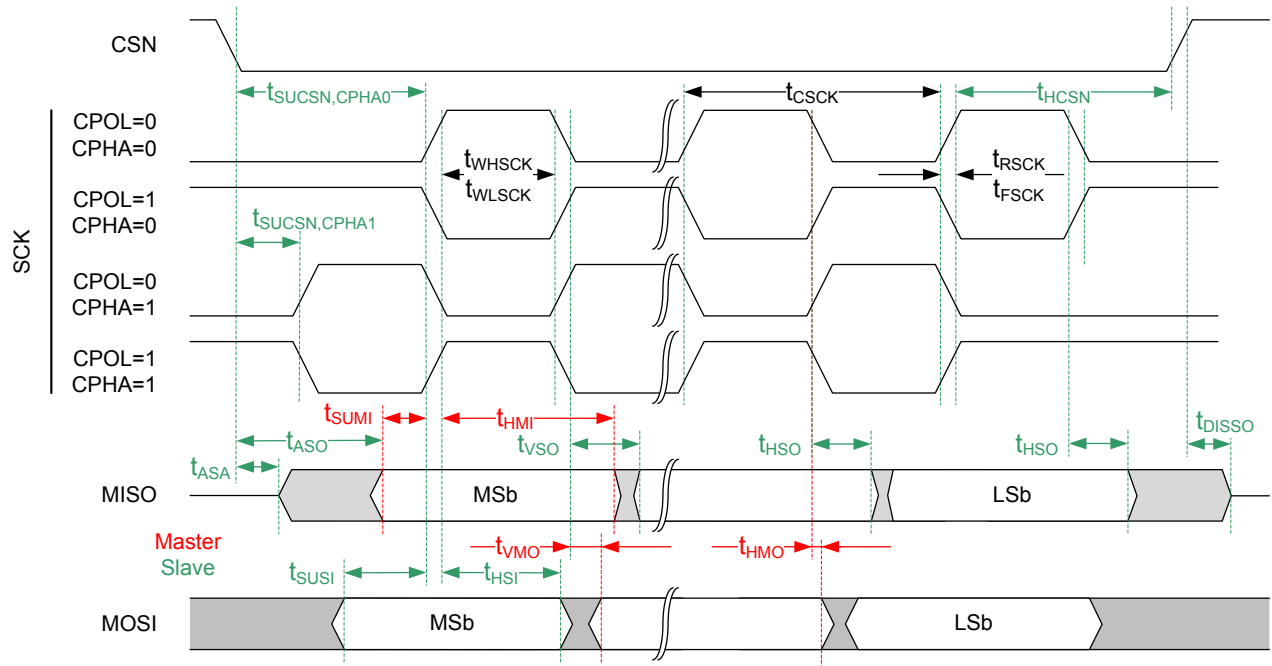 CSN
tSUCSN,CPHA0
tCSCK
tHCSN
SCK
CPOL=0
CPHA=0
tWHSCK
tWLSCK
tRSCK
tFSCK
CPOL=1
CPHA=0
tSUCSN,CPHA1
CPOL=0
CPHA=1
CPOL=1
CPHA=1
tSUMI
tHMI
tASO
tVSO
tHSO
tHSO
tDISSO
tASA
MISO
MSb
LSb
Master
Slave
tVMO
tHMO
tSUSI
tHSI
MOSI
MSb
LSb